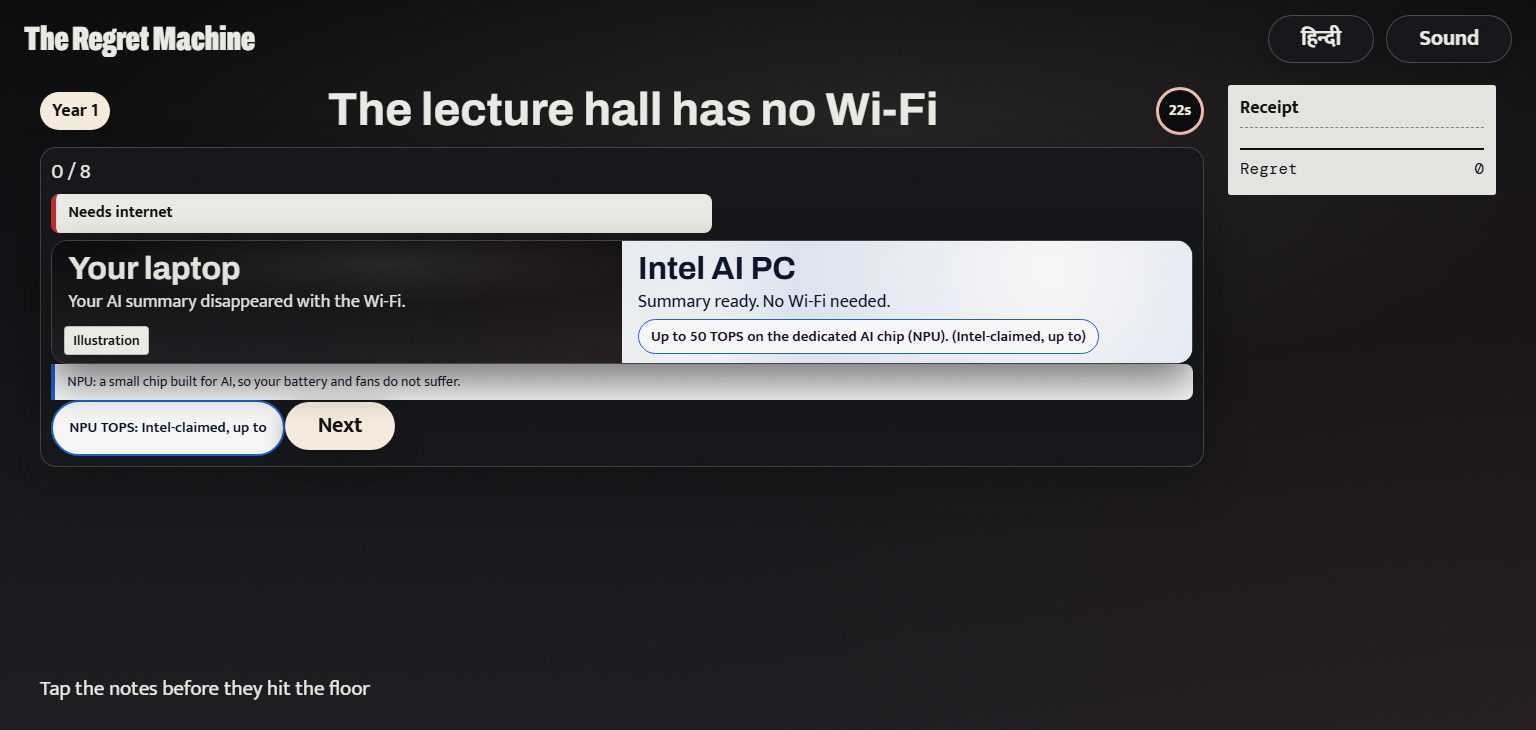 The Regret Machine
हिन्दी
Sound
Year 1
The lecture hall has no Wi-Fi
22s
0 / 8
Needs internet
Your laptop
Your AI summary disappeared with the Wi-Fi.
Illustration
Intel AI PC
Summary ready. No Wi-Fi needed.
Up to 50 TOPS on the dedicated AI chip (NPU). (Intel-claimed, up to)
NPU: a small chip built for AI, so your battery and fans do not suffer.
NPU TOPS: Intel-claimed, up to
Next
Receipt
Regret 0
Tap the notes before they hit the floor